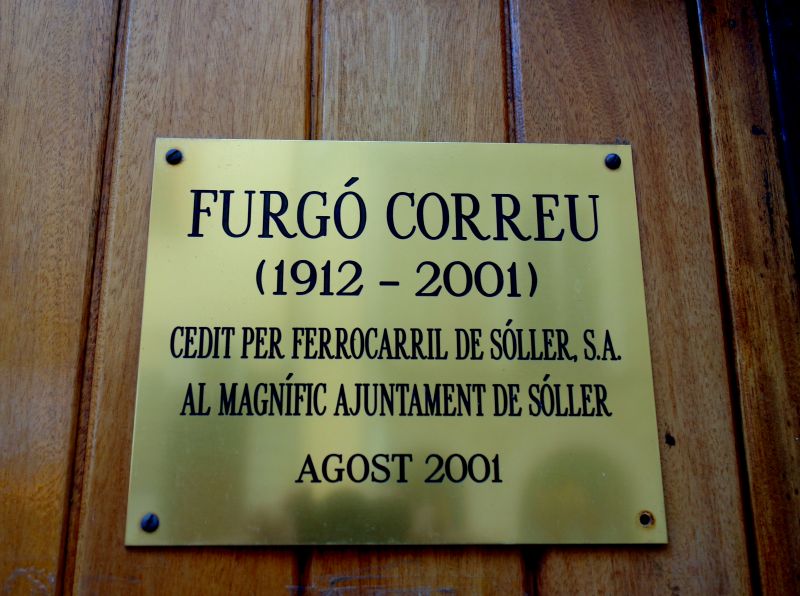 FURGÓ CORREU
(1912 - 2001)
CEDIT PER FERROCARRIL DE SÓLLER, S.A.
AL MAGNÍFIC AJUNTAMENT DE SÓLLER
AGOST 2001